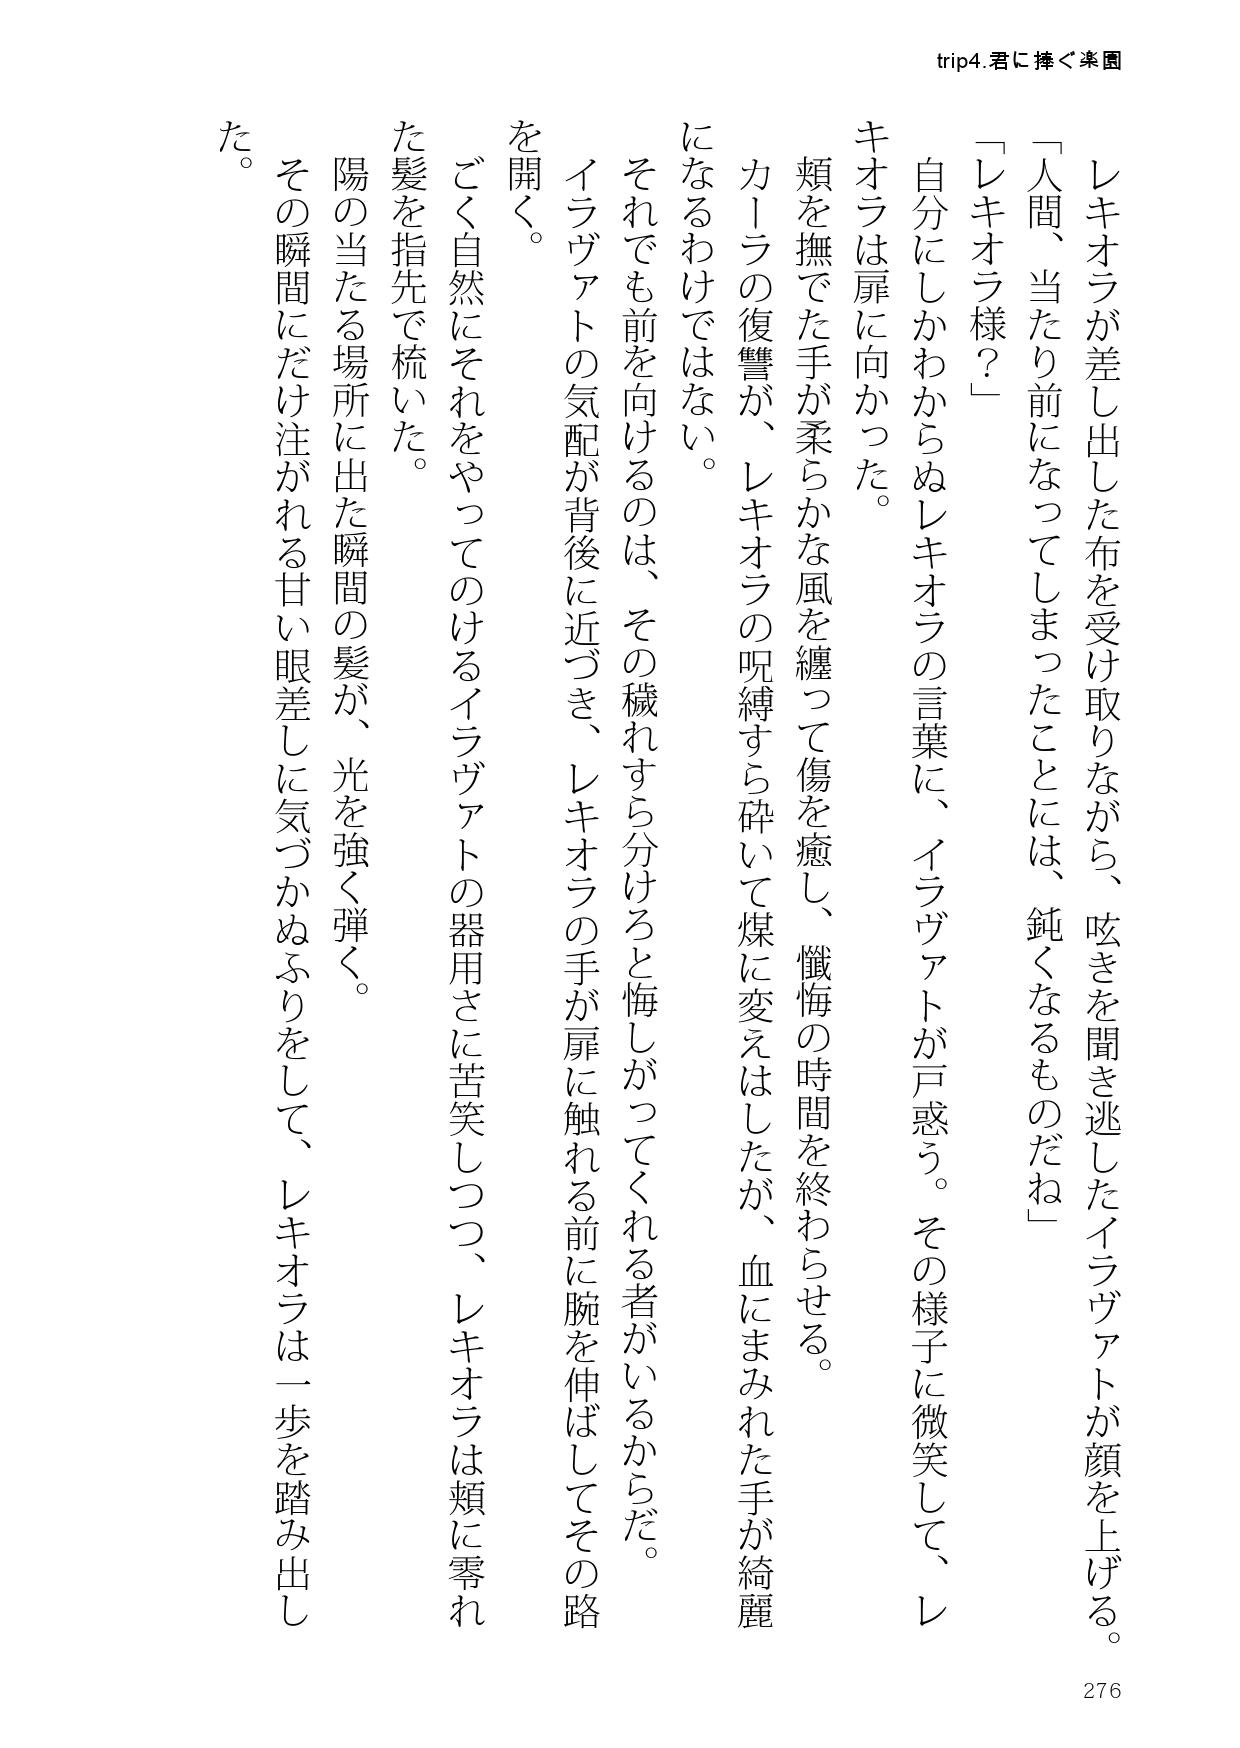 trip4.君に捧ぐ楽園
レキオラが差し出した布を受け取りながら、呟きを聞き逃したイラヴァトが顔を上げる。
「人間、当たり前になってしまったことには、鈍くなるものだね」
「レキオラ様？」
自分にしかわからぬレキオラの言葉に、イラヴァトが戸惑う。その様子に微笑して、レ
キオラは扉に向かった。
頬を撫でた手が柔らかな風を纏って傷を癒し、懺悔の時間を終わらせる。
カーラの復讐が、レキオラの呪縛すら砕いて煤に変えはしたが、血にまみれた手が綺麗
になるわけではない。
それでも前を向けるのは、その穢れすら分けろと悔しがってくれる者がいるからだ。
イラヴァトの気配が背後に近づき、レキオラの手が扉に触れる前に腕を伸ばしてその路
を開く。
ごく自然にそれをやってのけるイラヴァトの器用さに苦笑しつつ、レキオラは頬に零れ
た髪を指先で梳いた。
陽の当たる場所に出た瞬間の髪が、光を強く弾く。
その瞬間にだけ注がれる甘い眼差しに気づかぬふりをして、レキオラは一歩を踏み出し
た。
276